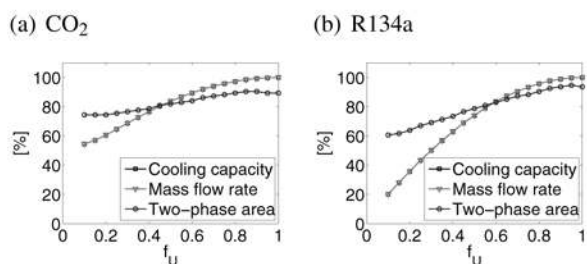 (a) CO₂
(b) R134a
100
80
60
40
20
0
[%]
Cooling capacity
Mass flow rate
Two-phase area
0 0.2 0.4 0.6 0.8 1
f_U
100
80
60
40
20
0
[%]
Cooling capacity
Mass flow rate
Two-phase area
0 0.2 0.4 0.6 0.8 1
f_U